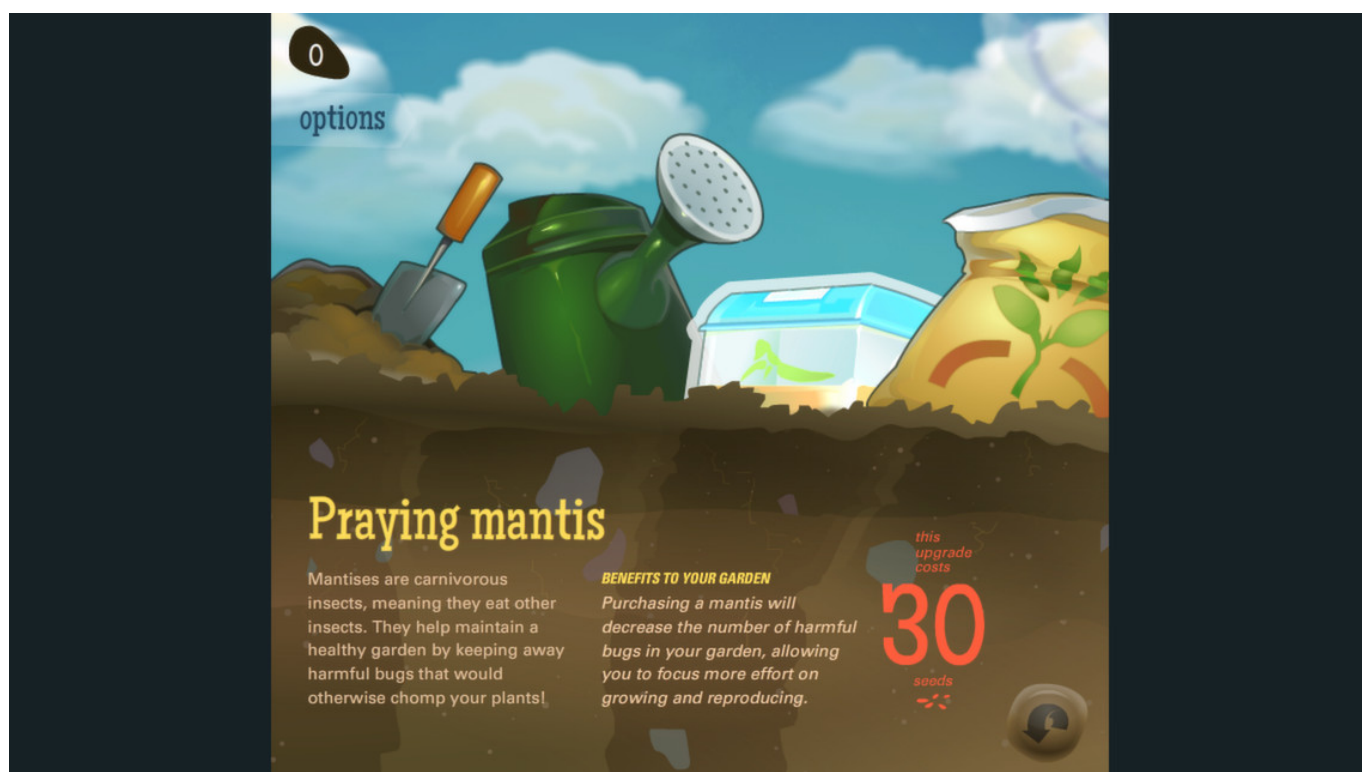 0
options
Praying mantis
Mantises are carnivorous
insects, meaning they eat other
insects. They help maintain a
healthy garden by keeping away
harmful bugs that would
otherwise chomp your plants!
BENEFITS TO YOUR GARDEN
Purchasing a mantis will
decrease the number of harmful
bugs in your garden, allowing
you to focus more effort on
growing and reproducing.
this
upgrade
costs
30
seeds